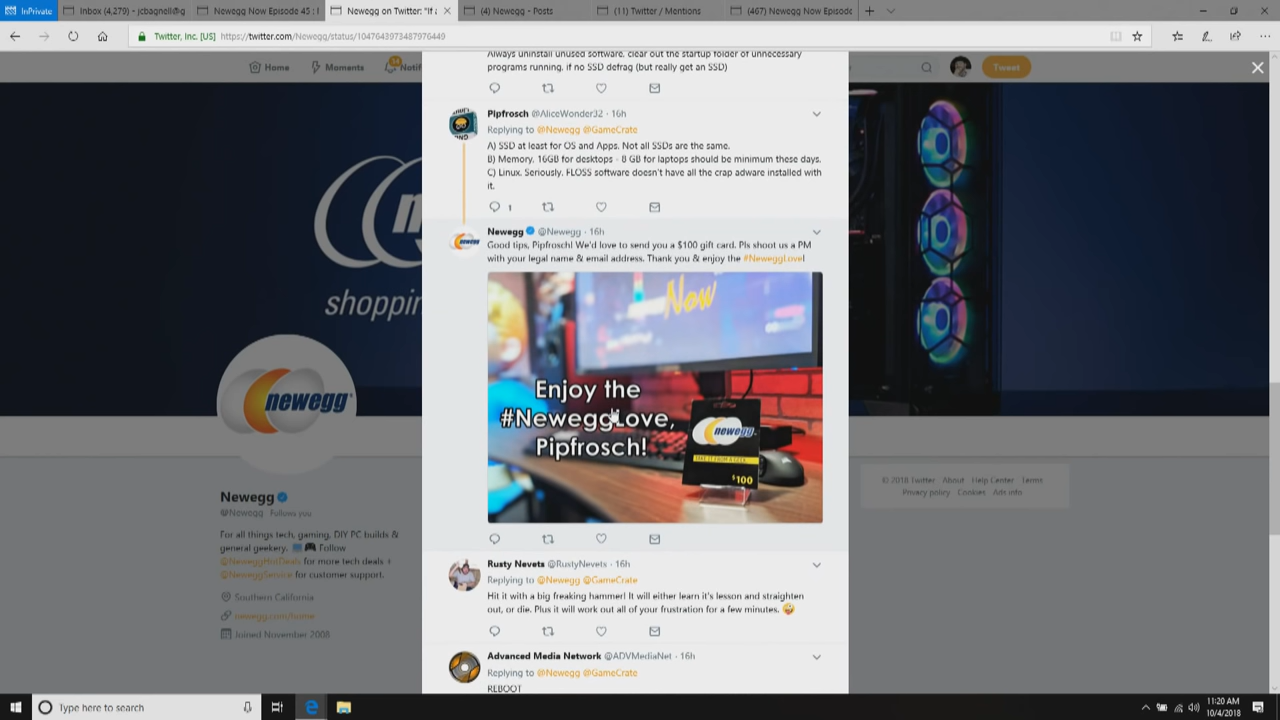 InPrivate
Inbox (4,279) - jcbagnell@g
Newegg Now Episode 45 :
Newegg on Twitter: "If a
(4) Newegg - Posts
(11) Twitter / Mentions
(467) Newegg Now Episode
Twitter, Inc. [US] https://twitter.com/Newegg/status/1047643973487976449
Home
Moments
Notif
Tweet
Always uninstall unused software, clear out the startup folder of unnecessary
programs running, if no SSD defrag (but really get an SSD)
Pipfrosch @AliceWonder32 · 16h
Replying to @Newegg @GameCrate
A) SSD at least for OS and Apps. Not all SSDs are the same.
B) Memory. 16GB for desktops - 8 GB for laptops should be minimum these days.
C) Linux. Seriously. FLOSS software doesn't have all the crap adware installed with
it.
1
Newegg @Newegg · 16h
Good tips, Pipfrosch! We'd love to send you a $100 gift card. Pls shoot us a PM
with your legal name & email address. Thank you & enjoy the #NeweggLove!
Now
Enjoy the
#NeweggLove,
Pipfrosch!
newegg
$100
Rusty Nevets @RustyNevets · 16h
Replying to @Newegg @GameCrate
Hit it with a big freaking hammer! It will either learn it's lesson and straighten
out, or die. Plus it will work out all of your frustration for a few minutes.
Advanced Media Network @ADVMediaNet · 16h
Replying to @Newegg @GameCrate
REBOOT
shoppin
newegg
Newegg
@Newegg Follows you
For all things tech, gaming, DIY PC builds &
general geekery. Follow
@NeweggHotDeals for more tech deals +
@NeweggService for customer support.
Southern California
newegg.com/home
Joined November 2008
© 2018 Twitter About Help Center Terms
Privacy policy Cookies Ads info
Type here to search
11:20 AM
10/4/2018